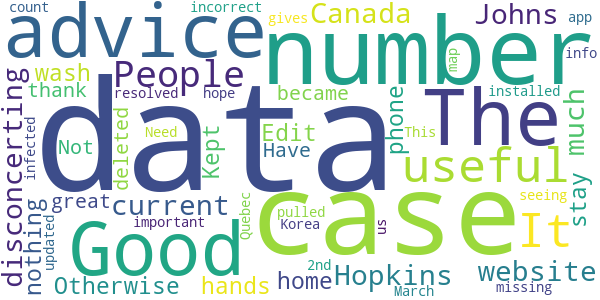 count incorrect gives Canada Johns app
advice number
map info
disconcerting wash People resolved hope became phone installed
thank data The much
infected Not deleted Kept Need Edit This
Have useful stay
nothing great current case seeing
updated important Quebec pulled us It
Good Korea
Otherwise hands home 2nd Hopkins website
March missing